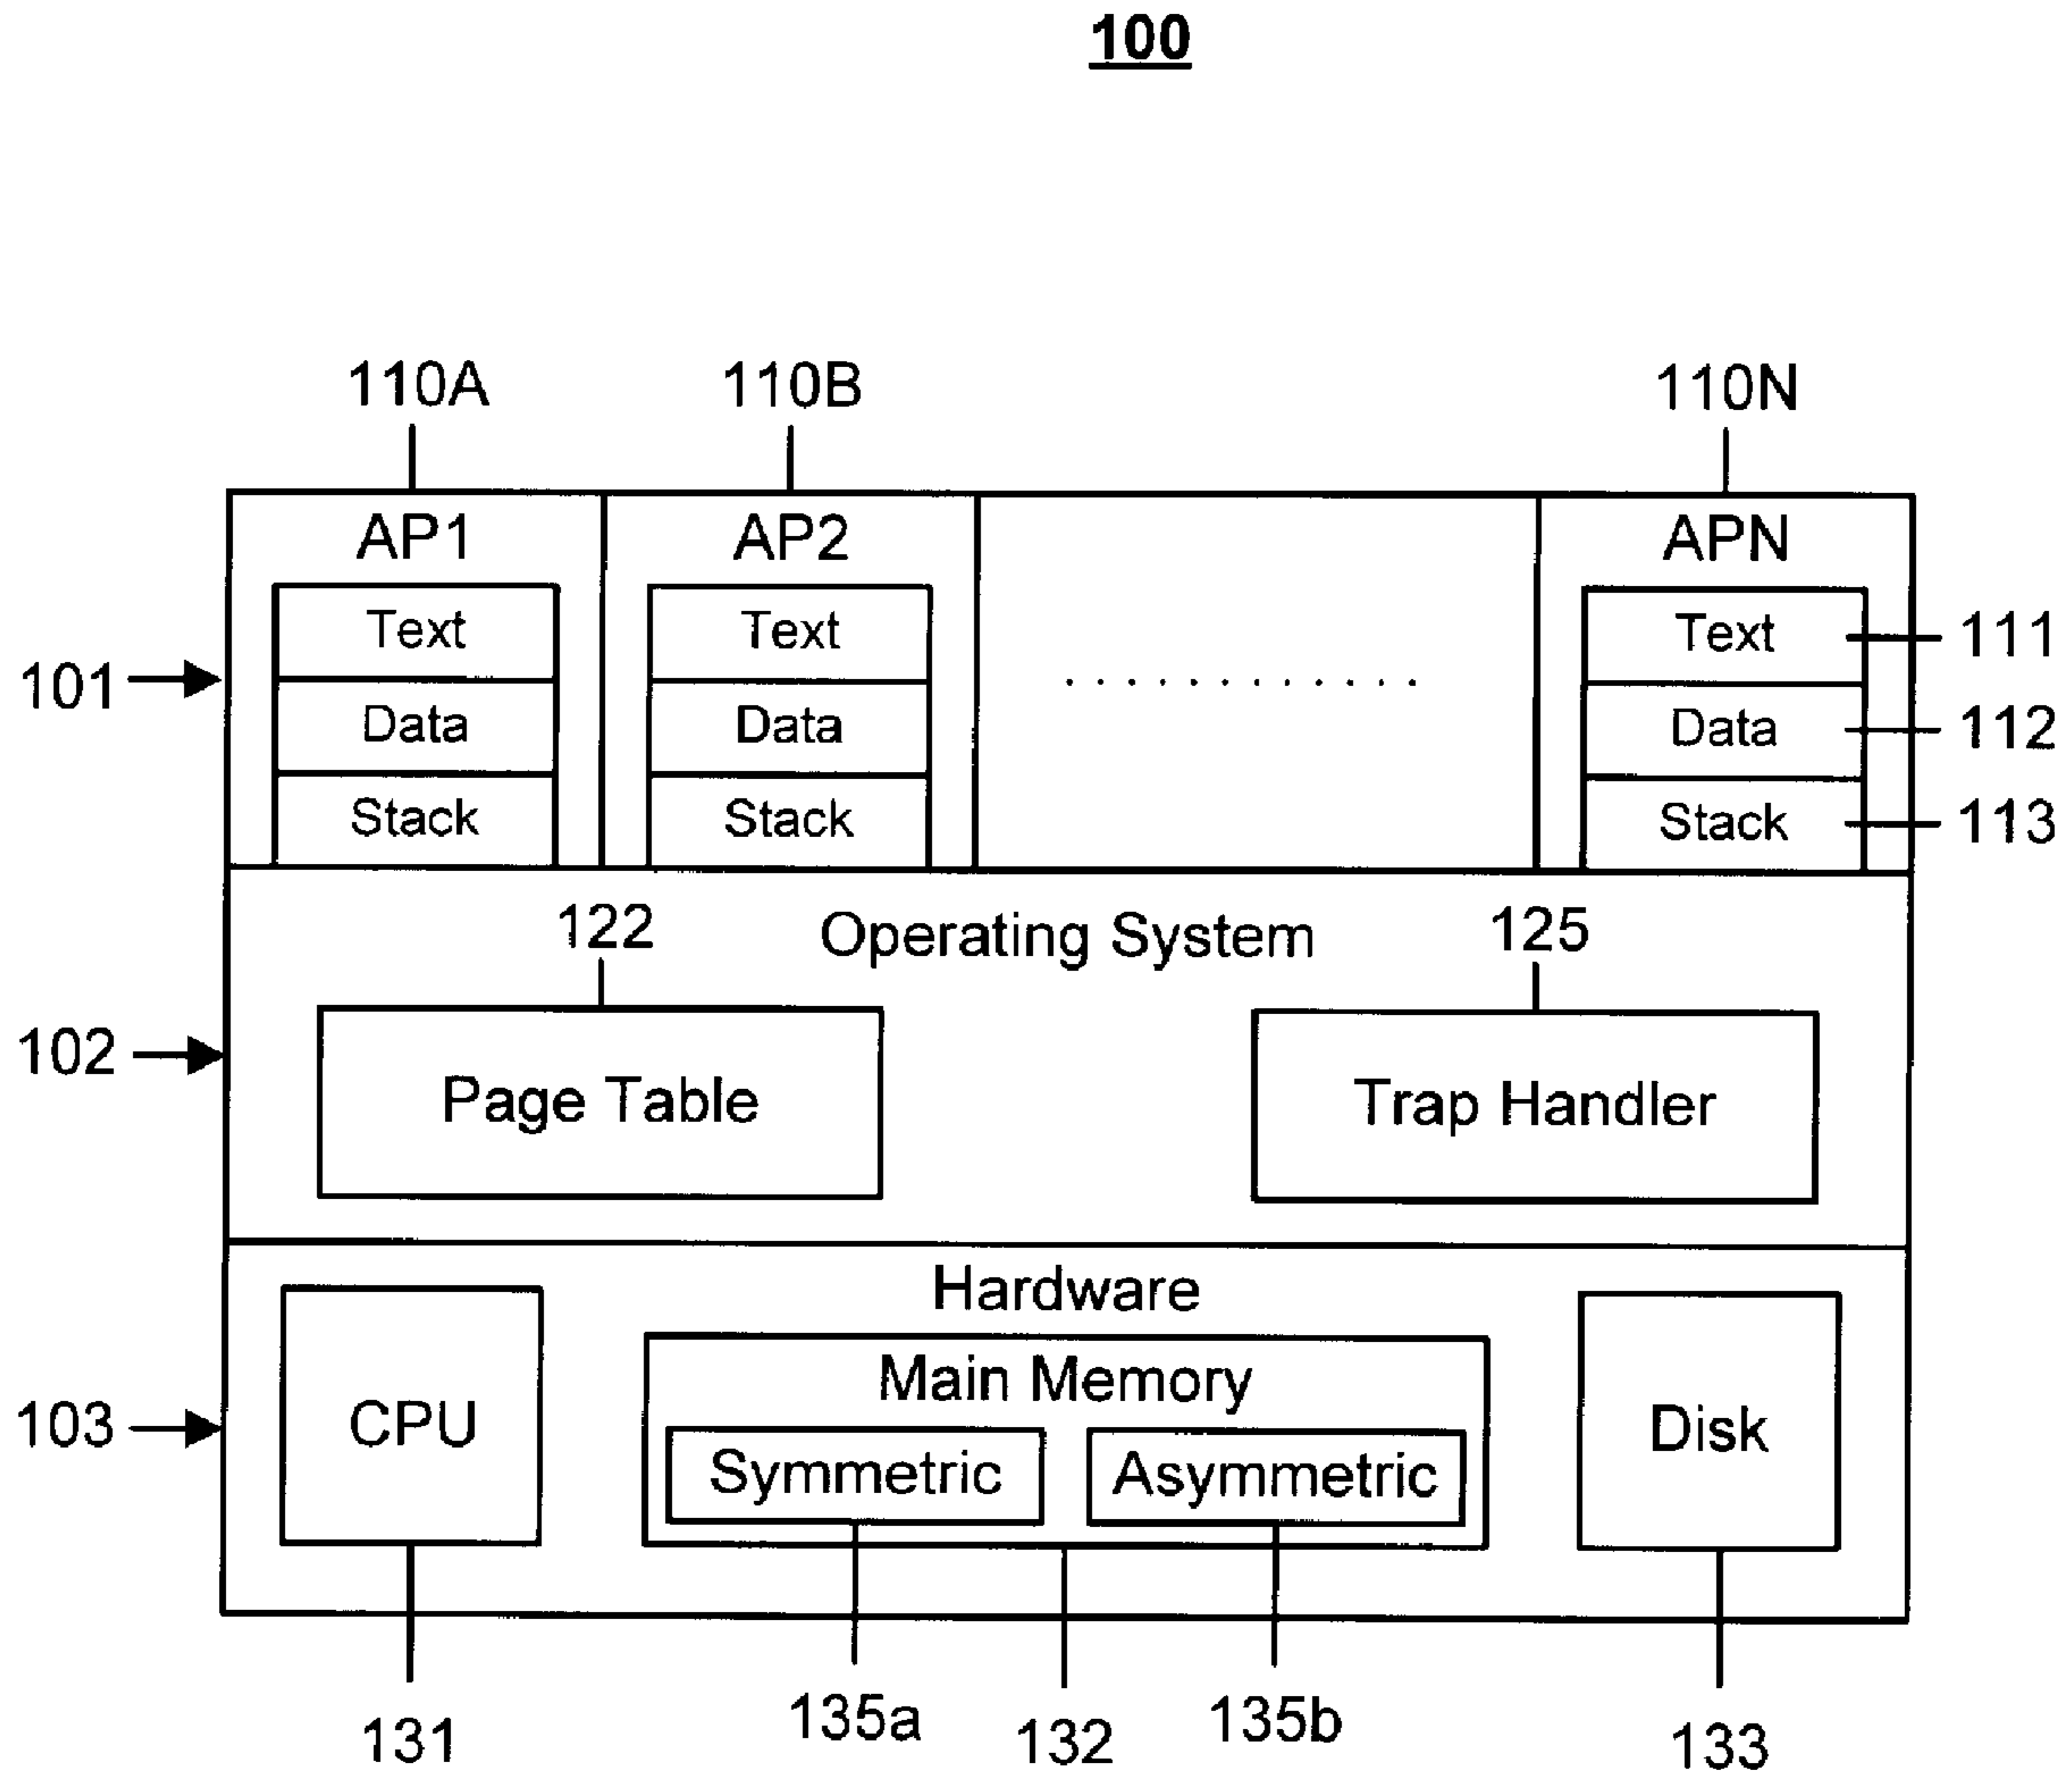 100
110A 110B 110N
AP1 AP2 APN
Text Text Text 111
101 Data Data . . . . . . . . . . . . Data 112
Stack Stack Stack 113
122 Operating System 125
102 Page Table Trap Handler
Hardware
Main Memory
103 CPU Symmetric Asymmetric Disk
131 135a 132 135b 133